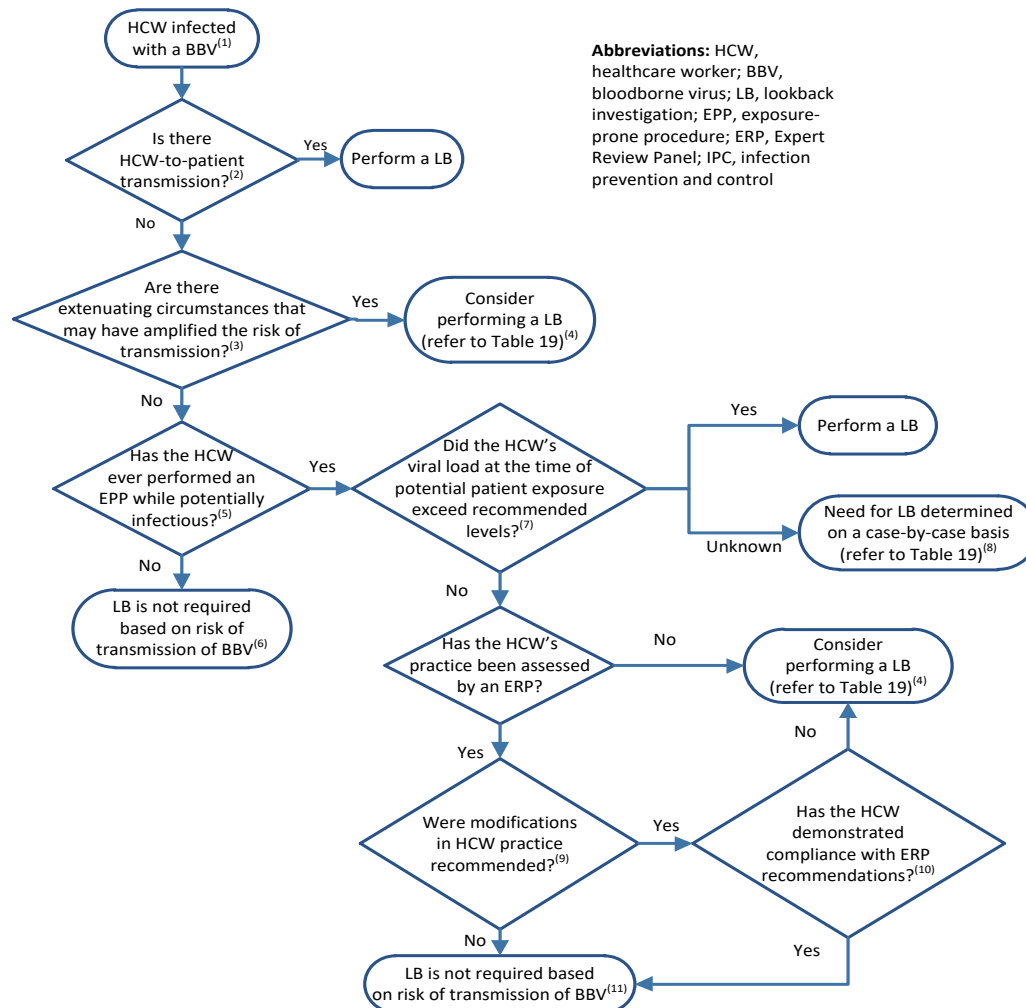 HCW infected
with a BBV(1)
Abbreviations: HCW,
healthcare worker; BBV,
bloodborne virus; LB, lookback
investigation; EPP, exposure-
prone procedure; ERP, Expert
Review Panel; IPC, infection
prevention and control
Is there
HCW-to-patient
transmission?(2)
Yes
Perform a LB
No
Are there
extenuating circumstances that
may have amplified the risk of
transmission?(3)
Yes
Consider
performing a LB
(refer to Table 19)(4)
No
Has the HCW
ever performed an
EPP while potentially
infectious?(5)
Yes
Did the HCW’s
viral load at the time of
potential patient exposure
exceed recommended
levels?(7)
Yes
Perform a LB
Unknown
Need for LB determined
on a case-by-case basis
(refer to Table 19)(8)
No
LB is not required
based on risk of
transmission of BBV(6)
No
Has the HCW’s
practice been assessed
by an ERP?
No
Consider
performing a LB
(refer to Table 19)(4)
Yes
No
Were modifications
in HCW practice
recommended?(9)
Yes
Has the HCW
demonstrated
compliance with ERP
recommendations?(10)
No
Yes
LB is not required based
on risk of transmission of BBV(11)